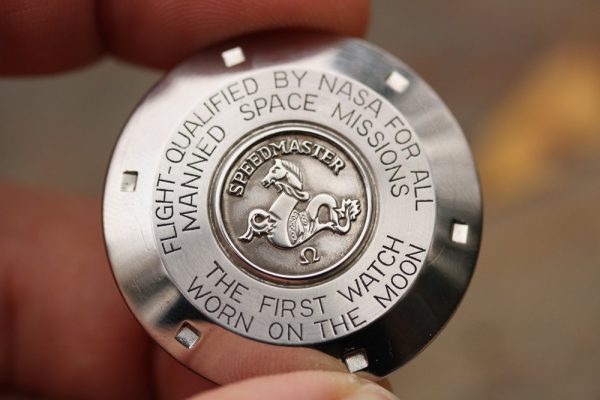 FLIGHT-QUALIFIED BY NASA FOR ALL
MANNED SPACE MISSIONS
SPEEDMASTER
Ω
THE FIRST WATCH
WORN ON THE MOON